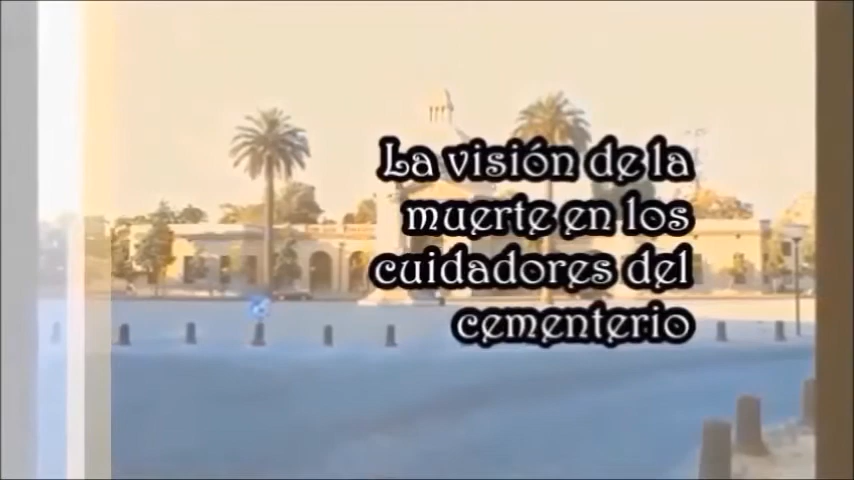 La visión de la
muerte en los
cuidadores del
cementerio